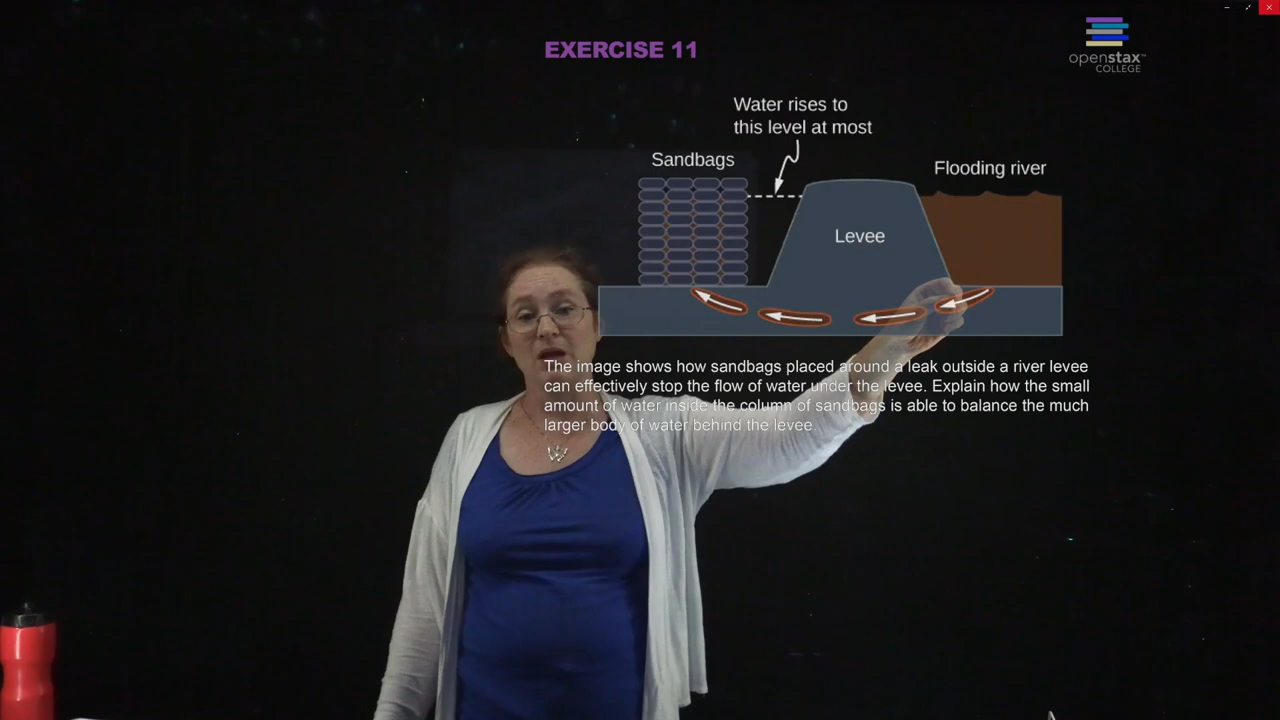 EXERCISE 11
openstax™
COLLEGE
Water rises to
this level at most
Sandbags
Flooding river
Levee
The image shows how sandbags placed around a leak outside a river levee
can effectively stop the flow of water under the levee. Explain how the small
amount of water inside the column of sandbags is able to balance the much
larger body of water behind the levee.